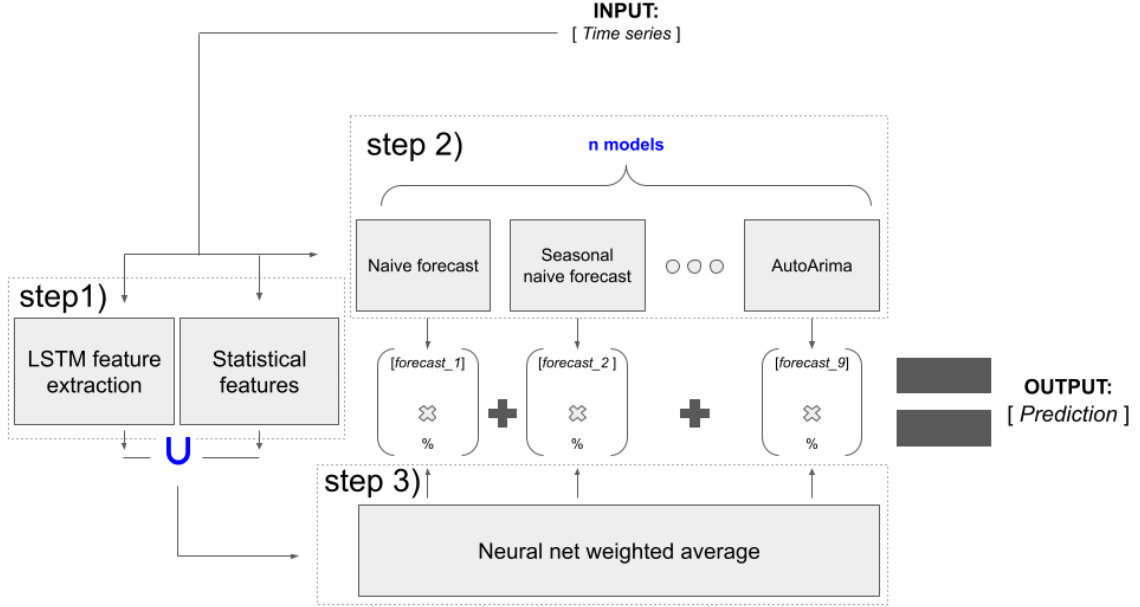 INPUT:
[ Time series ]
step 2)
n models
Naive forecast
Seasonal
naive forecast
AutoArima
step1)
LSTM feature
extraction
Statistical
features
[forecast_1]
[forecast_2 ]
[forecast_9]
%
%
%
OUTPUT:
[ Prediction ]
step 3)
Neural net weighted average